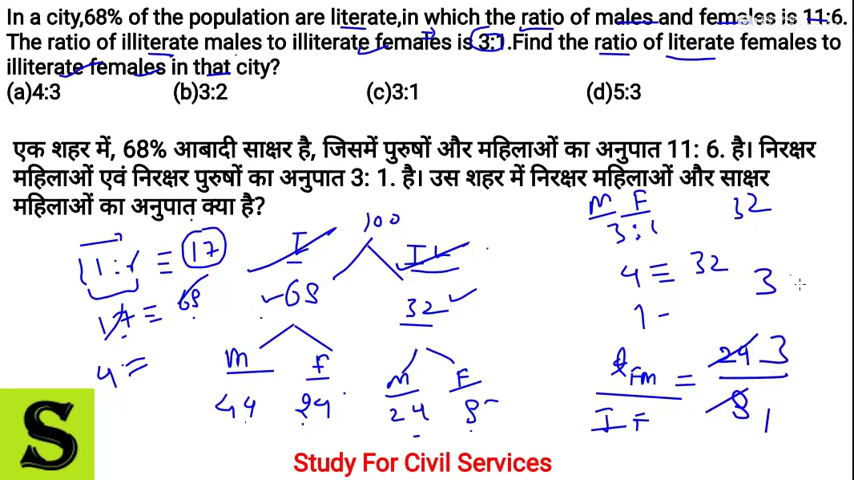 In a city,68% of the population are literate,in which the ratio of males and females is 11:6.
The ratio of illiterate males to illiterate females is 3:1.Find the ratio of literate females to
illiterate females in that city?
(a)4:3 (b)3:2 (c)3:1 (d)5:3
एक शहर में, 68% आबादी साक्षर है, जिसमें पुरुषों और महिलाओं का अनुपात 11: 6. है। निरक्षर
महिलाओं एवं निरक्षर पुरुषों का अनुपात 3: 1. है। उस शहर में निरक्षर महिलाओं और साक्षर
महिलाओं का अनुपात क्या है?
M F 32
3:1
100
≡ 17
68 32
4 ≡ 32 3
17 ≡ 68
1 -
4 =
M F M F
44 24 24 8
= 24 3
8 1
I F
S
Study For Civil Services